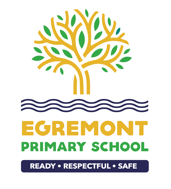 EGREMONT
PRIMARY SCHOOL
READY • RESPECTFUL • SAFE